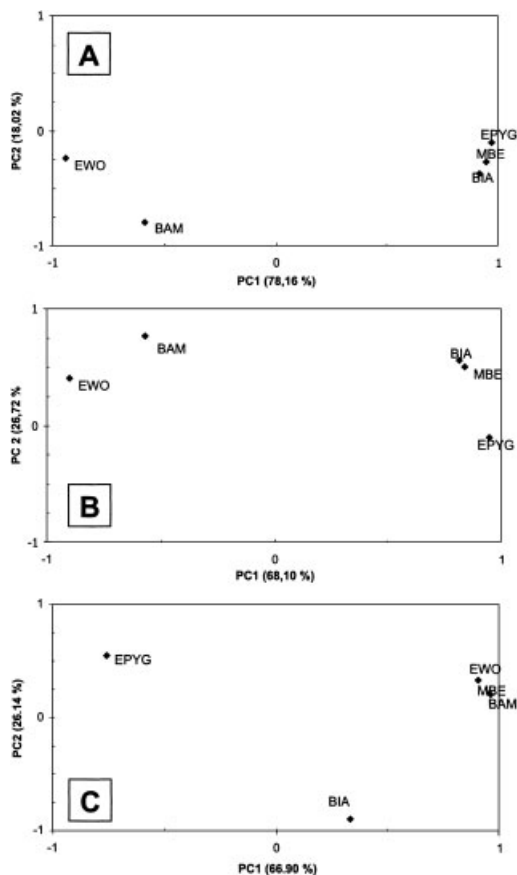 1
A
PC2 (18,02 %)
0
EPYG
MBE
EWO
BIA
BAM
-1
-1
0
1
PC1 (78,16 %)
1
BAM
BIA
MBE
EWO
PC 2 (26,72 %
0
EPYG
B
-1
-1
0
1
PC1 (68,10 %)
1
EPYG
EWO
MBE
BAM
PC2 (26.14 %)
0
C
BIA
-1
-1
0
1
PC1 (66.90 %)